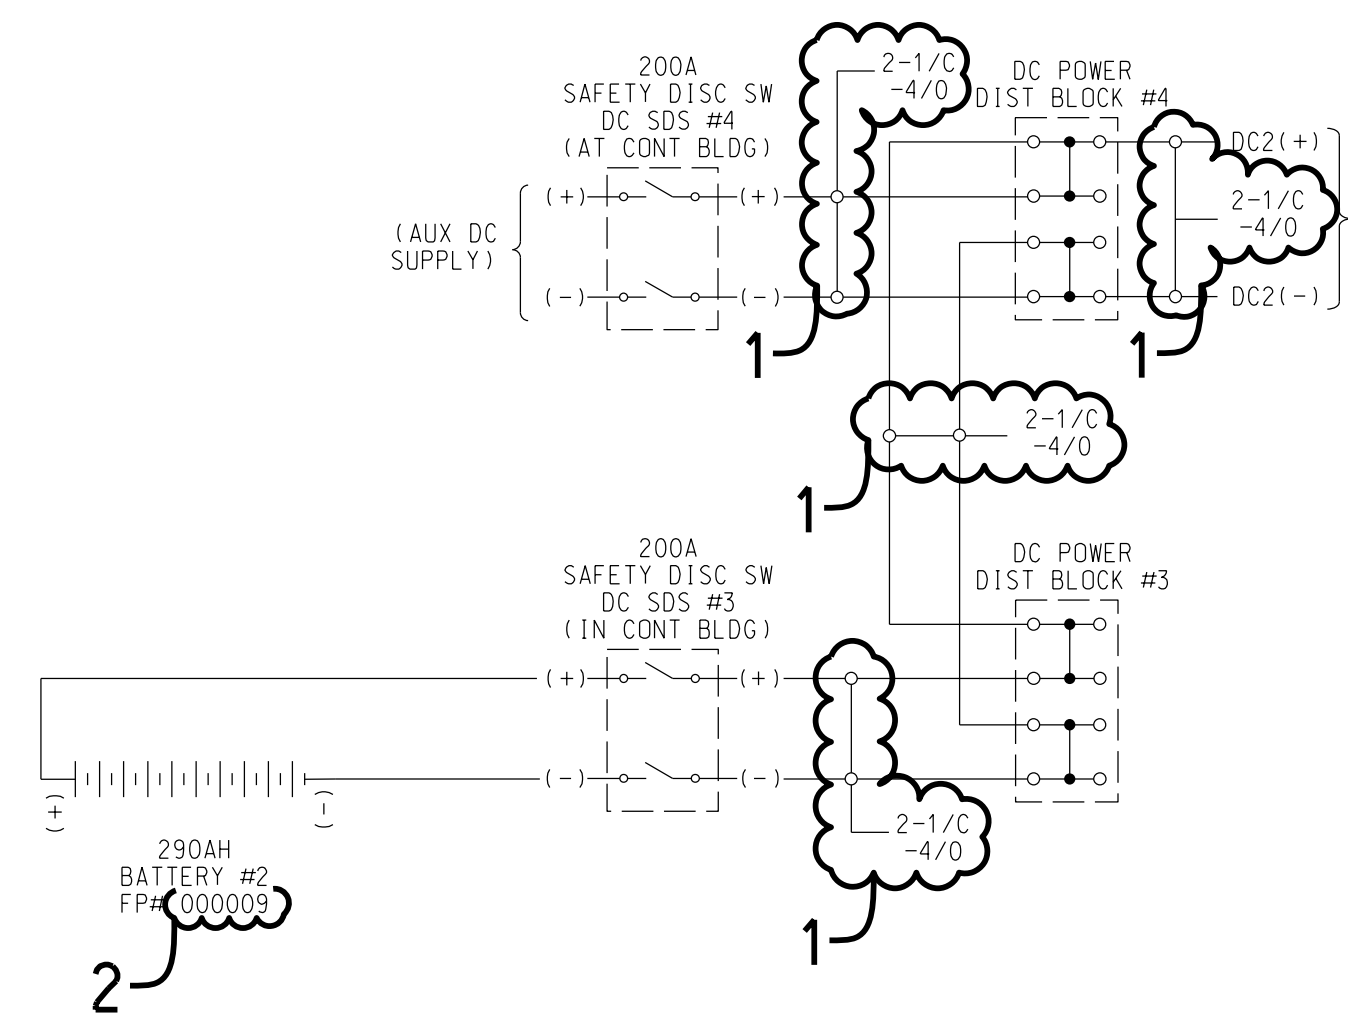 200A
SAFETY DISC SW
DC SDS #4
(AT CONT BLDG)
2-1/C
-4/0
DC POWER
DIST BLOCK #4
(AUX DC
SUPPLY)
(+)
(+)
(-)
(-)
DC2(+)
2-1/C
-4/0
DC2(-)
1
1
2-1/C
-4/0
1
200A
SAFETY DISC SW
DC SDS #3
(IN CONT BLDG)
DC POWER
DIST BLOCK #3
(+)
(+)
(-)
(-)
2-1/C
-4/0
1
(+)
(-)
290AH
BATTERY #2
FP# 000009
2